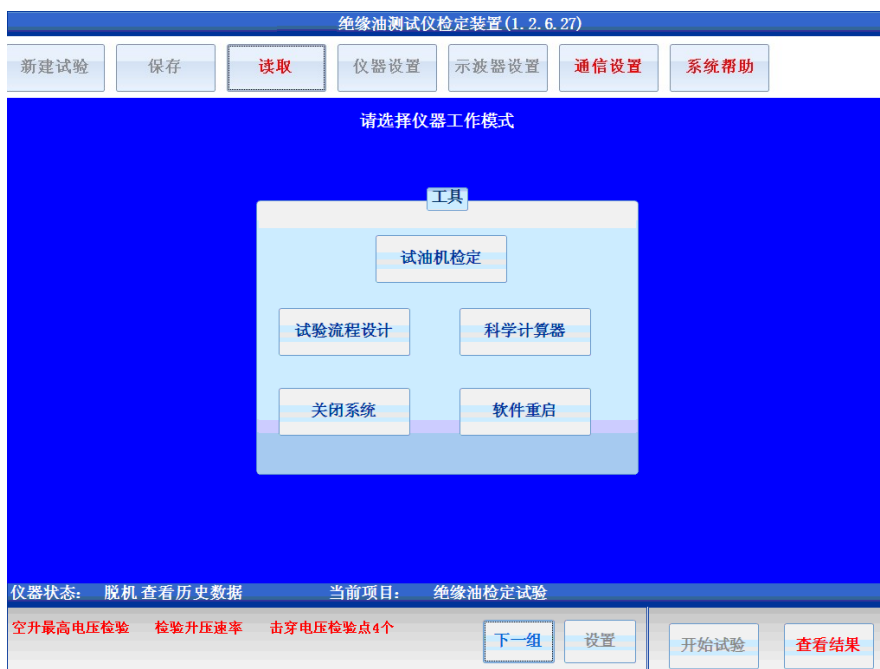 绝缘油测试仪检定装置(1.2.6.27)
新建试验 保存 读取 仪器设置 示波器设置 通信设置 系统帮助
请选择仪器工作模式
工具
试油机检定
试验流程设计 科学计算器
关闭系统 软件重启
仪器状态: 脱机 查看历史数据 当前项目: 绝缘油检定试验
空升最高电压检验 检验升压速率 击穿电压检验点4个 下一组 设置 开始试验 查看结果